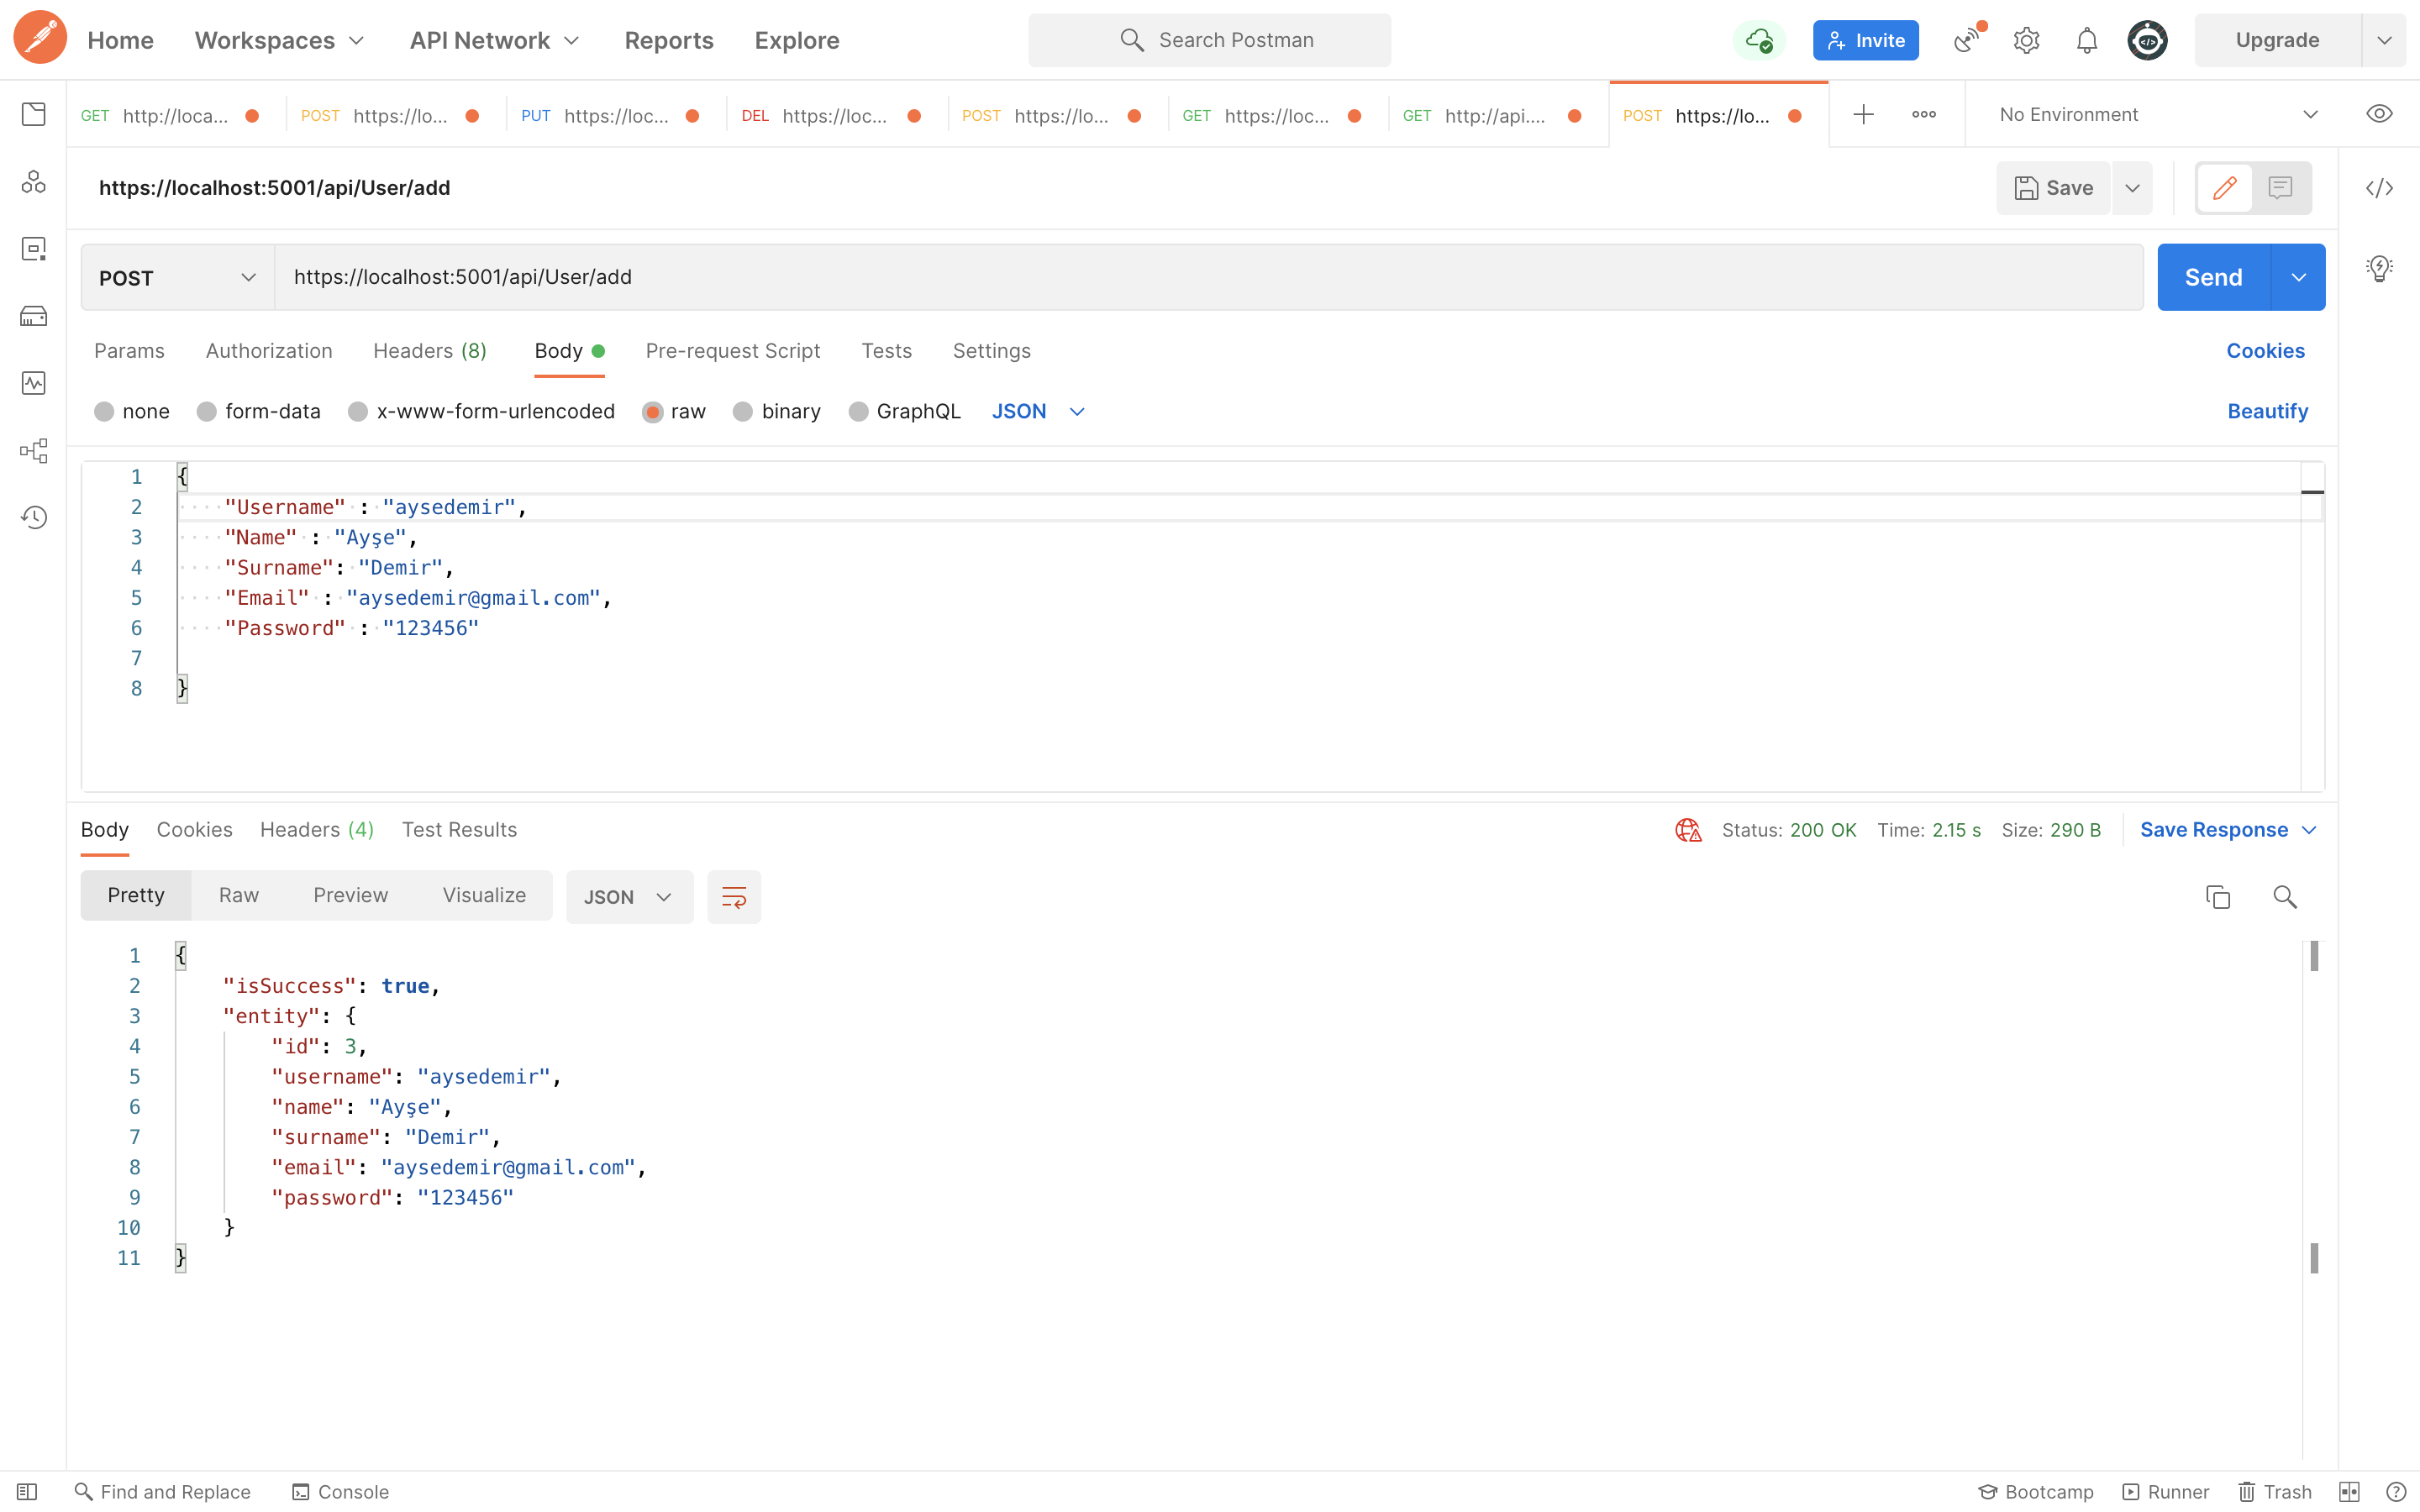 Home Workspaces API Network Reports Explore Search Postman Invite Upgrade
GET http://loca... POST https://lo... PUT https://loc... DEL https://loc... POST https://lo... GET https://loc... GET http://api.... POST https://lo... No Environment
https://localhost:5001/api/User/add Save
POST https://localhost:5001/api/User/add Send
Params Authorization Headers (8) Body Pre-request Script Tests Settings Cookies
none form-data x-www-form-urlencoded raw binary GraphQL JSON Beautify
1 {
2 "Username" : "aysedemir",
3 "Name" : "Ayşe",
4 "Surname": "Demir",
5 "Email" : "aysedemir@gmail.com",
6 "Password" : "123456"
7
8 }
Body Cookies Headers (4) Test Results Status: 200 OK Time: 2.15 s Size: 290 B Save Response
Pretty Raw Preview Visualize JSON
1 {
2 "isSuccess": true,
3 "entity": {
4 "id": 3,
5 "username": "aysedemir",
6 "name": "Ayşe",
7 "surname": "Demir",
8 "email": "aysedemir@gmail.com",
9 "password": "123456"
10 }
11 }
Find and Replace Console Bootcamp Runner Trash